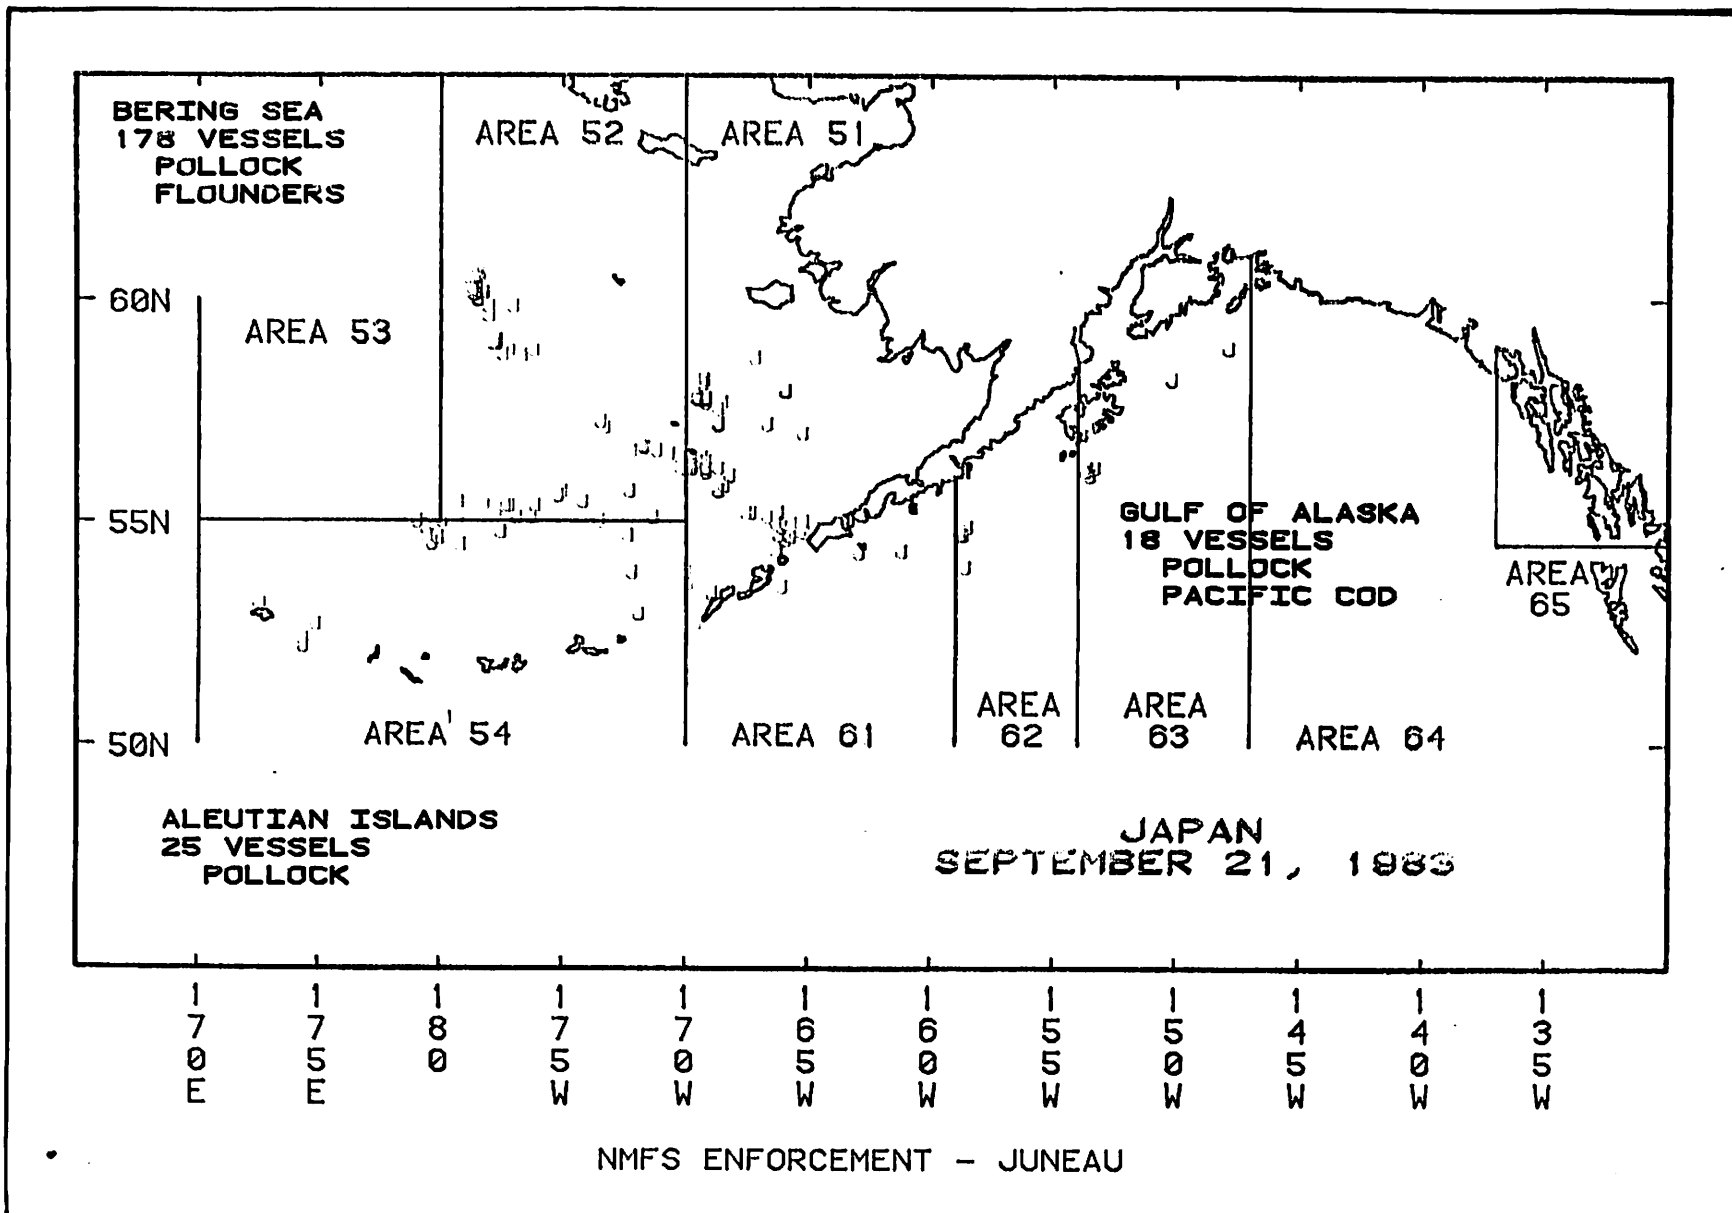 BERING SEA
178 VESSELS
POLLOCK
FLOUNDERS
AREA 52
AREA 51
60N
AREA 53
55N
GULF OF ALASKA
18 VESSELS
POLLOCK
PACIFIC COD
AREA
65
AREA 54
AREA 61
AREA
62
AREA
63
AREA 64
50N
ALEUTIAN ISLANDS
25 VESSELS
POLLOCK
JAPAN
SEPTEMBER 21, 1983
170E
175E
180
175W
170W
165W
160W
155W
150W
145W
140W
135W
NMFS ENFORCEMENT - JUNEAU